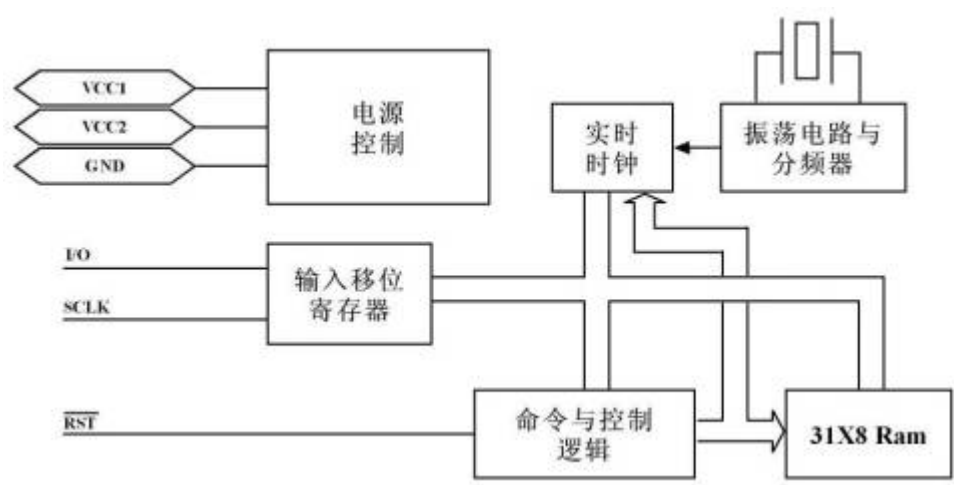 VCC1
VCC2
GND
电源
控制
实时
时钟
振荡电路与
分频器
I/O
SCLK
输入移位
寄存器
RST
命令与控制
逻辑
31X8 Ram